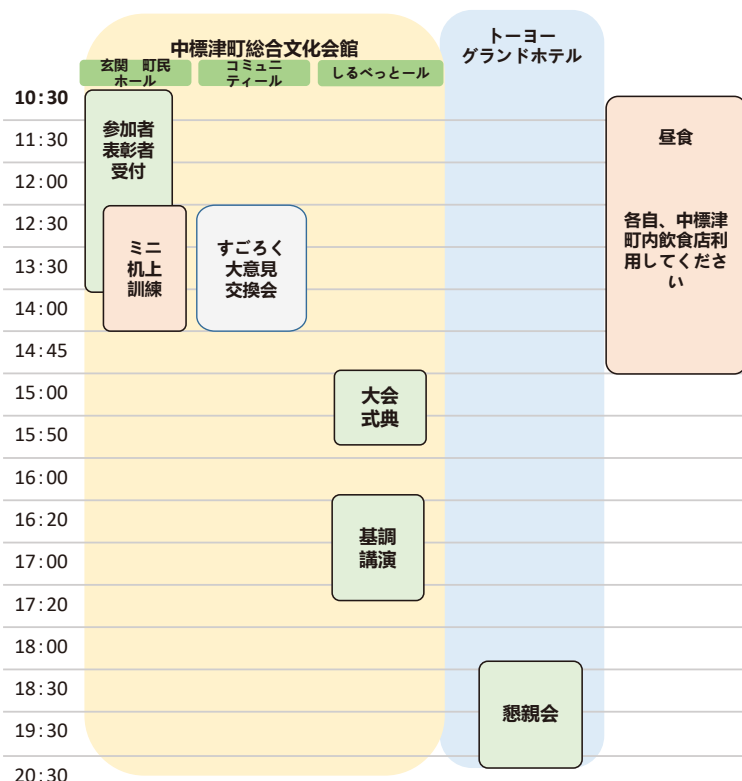 中標津町総合文化会館
トーヨー
グランドホテル
玄関 町民
ホール
コミュニ
ティール
しるべっとール
10:30
11:30
12:00
12:30
13:30
14:00
14:45
15:00
15:50
16:00
16:20
17:00
17:20
18:00
18:30
19:30
20:30
参加者
表彰者
受付
ミニ
机上
訓練
すごろく
大意見
交換会
大会
式典
基調
講演
懇親会
昼食
各自、中標津
町内飲食店利
用してくださ
い